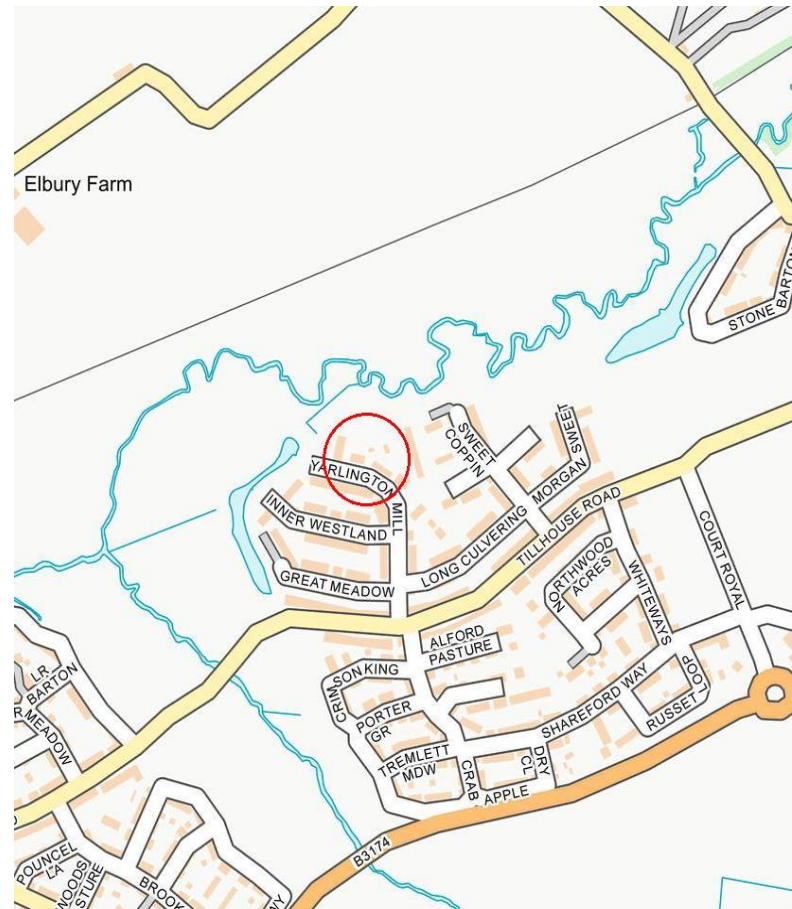 Elbury Farm
STONE BARTON
SWEET
COPPIN
MORGAN SWEET
YARLINGTON MILL
INNER WESTLAND
LONG CULVERING
TILLHOUSE ROAD
GREAT MEADOW
NORTHWOOD
ACRES
WHITEWAYS
COURT ROYAL
ALFORD
PASTURE
CRIMSON KING
PORTER
GR
SHAREFORD WAY
RUSSET LOOP
LR
BARTON
R MEADOW
TREMLETT
MDW
CRAB APPLE
DRY
CL
B3174
POUNCEL
LA
WOODS
STURE
BROOK
WY